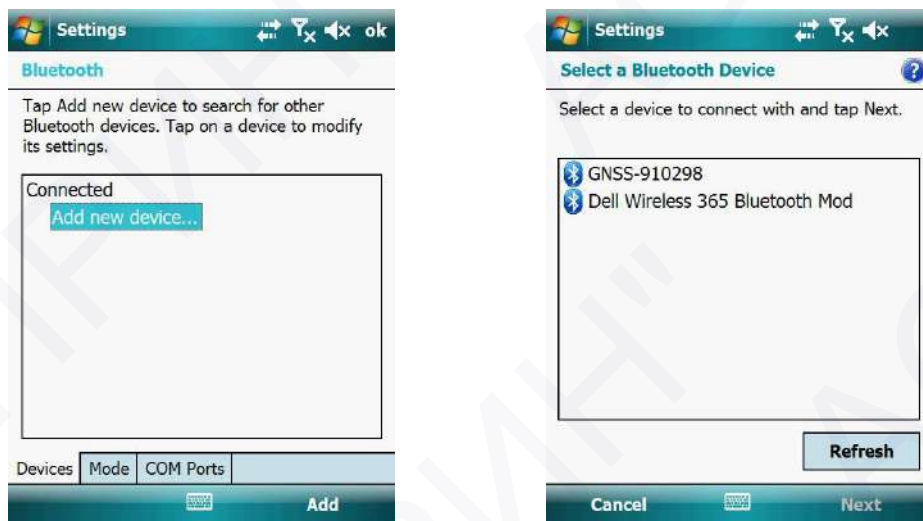 Settings
ok
Bluetooth
Tap Add new device to search for other
Bluetooth devices. Tap on a device to modify
its settings.
Connected
Add new device...
Devices
Mode
COM Ports
Add
Settings
Select a Bluetooth Device
?
Select a device to connect with and tap Next.
GNSS-910298
Dell Wireless 365 Bluetooth Mod
Refresh
Cancel
Next